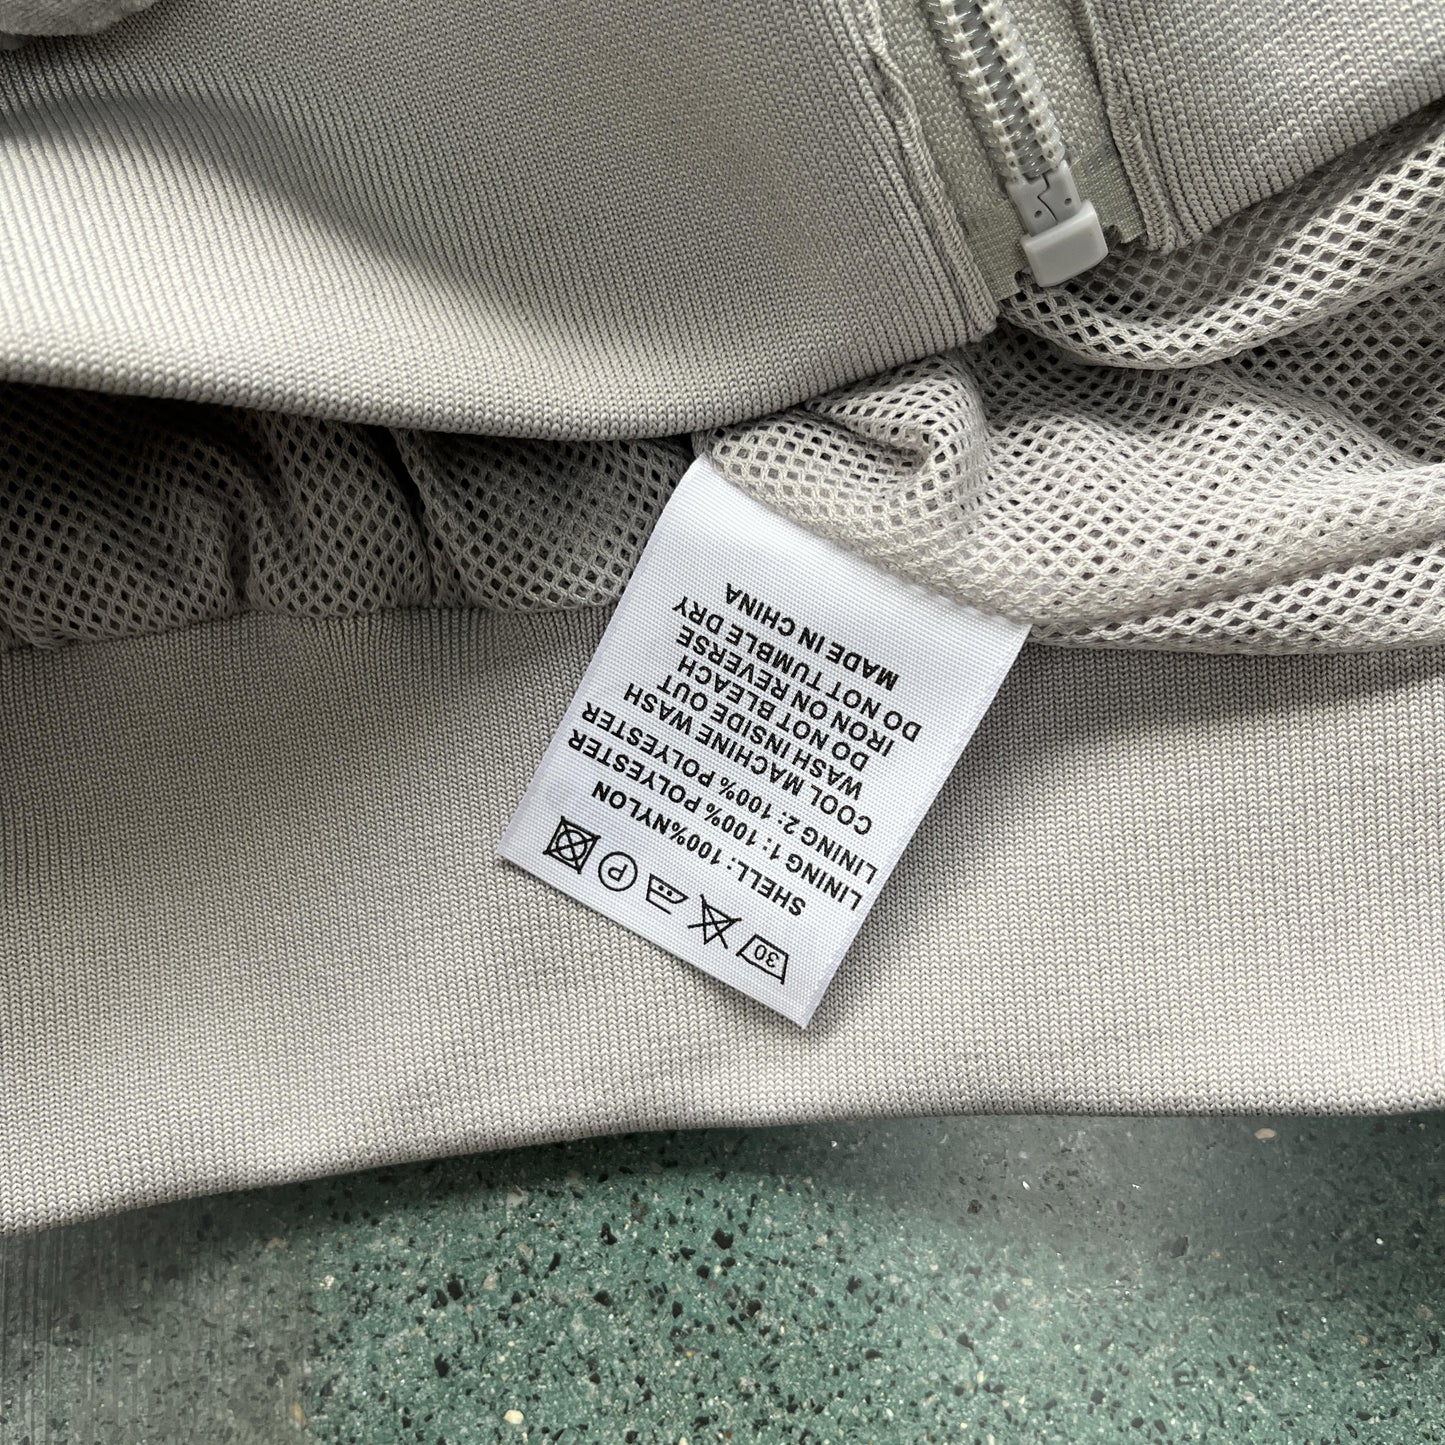 30
P
SHELL: 100%NYLON
LINING 1: 100% POLYESTER
LINING 2: 100% POLYESTER
COOL MACHINE WASH
WASH INSIDE OUT
DO NOT BLEACH
IRON ON REVERSE
DO NOT TUMBLE DRY
MADE IN CHINA